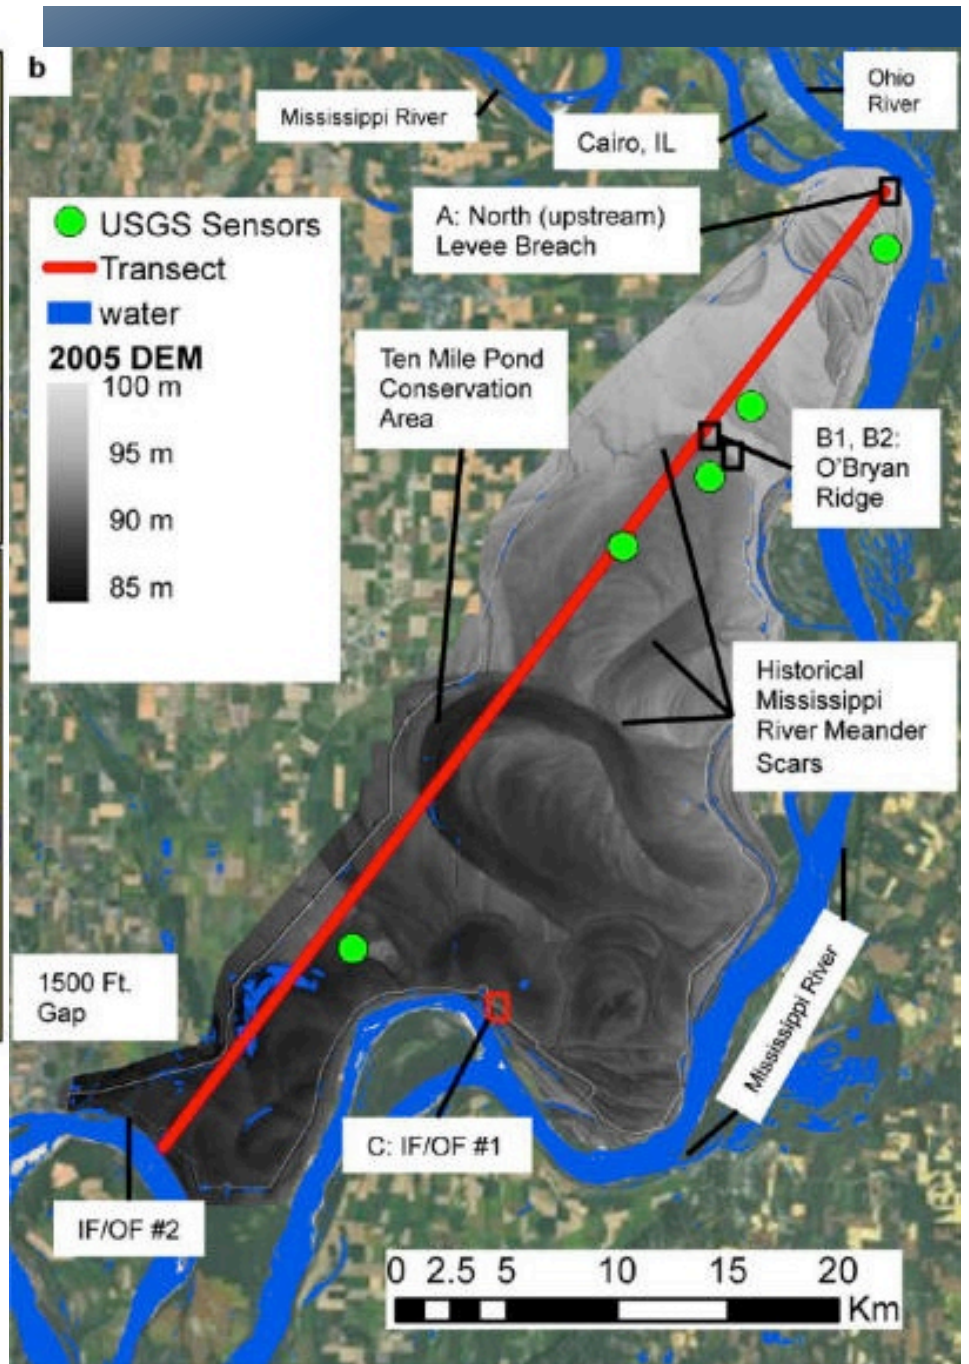 b
Mississippi River
Ohio
River
Cairo, IL
A: North (upstream)
Levee Breach
USGS Sensors
Transect
water
2005 DEM
100 m
95 m
90 m
85 m
Ten Mile Pond
Conservation
Area
B1, B2:
O'Bryan
Ridge
Historical
Mississippi
River Meander
Scars
1500 Ft.
Gap
Mississippi River
C: IF/OF #1
IF/OF #2
0 2.5 5 10 15 20
Km